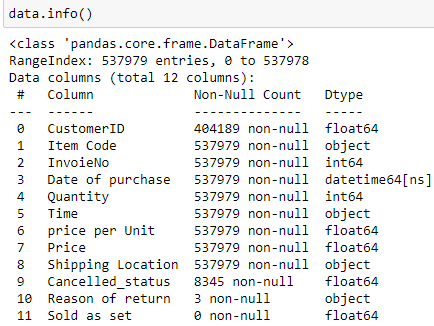 data.info()
<class 'pandas.core.frame.DataFrame'>
RangeIndex: 537979 entries, 0 to 537978
Data columns (total 12 columns):
 #   Column             Non-Null Count   Dtype
---  ------             --------------   -----
 0   CustomerID         404189 non-null  float64
 1   Item Code          537979 non-null  object
 2   InvoieNo           537979 non-null  int64
 3   Date of purchase   537979 non-null  datetime64[ns]
 4   Quantity           537979 non-null  int64
 5   Time               537979 non-null  object
 6   price per Unit     537979 non-null  float64
 7   Price              537979 non-null  float64
 8   Shipping Location  537979 non-null  object
 9   Cancelled_status   8345 non-null    float64
 10  Reason of return   3 non-null       object
 11  Sold as set        0 non-null       float64